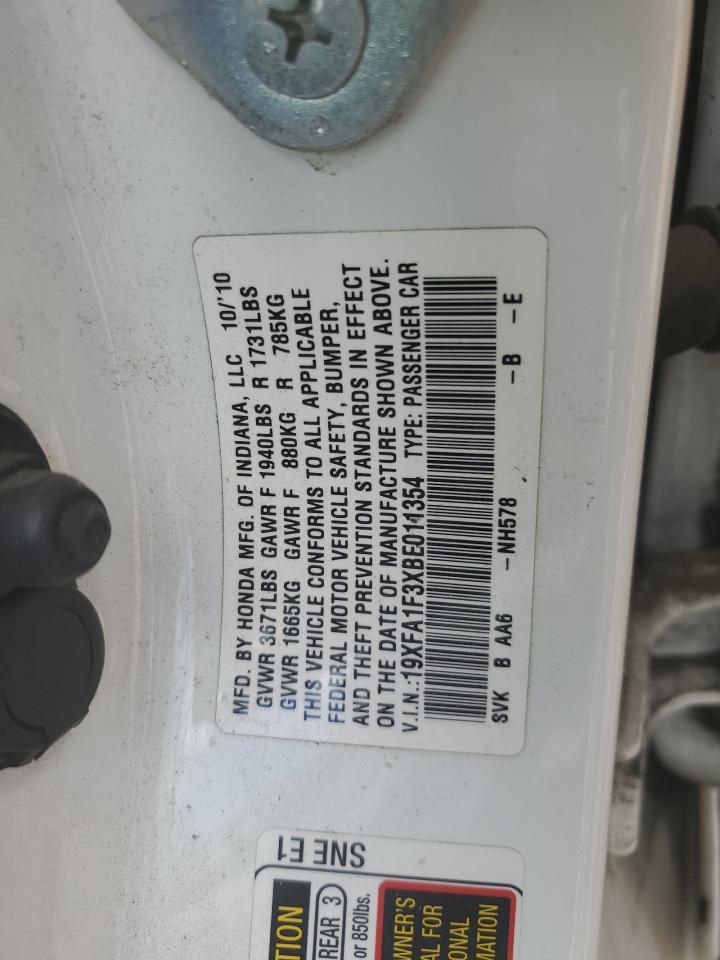 MFD. BY HONDA MFG. OF INDIANA, LLC 10/'10
GVWR 3671LBS GAWR F 1940LBS R 1731LBS
GVWR 1665KG GAWR F 880KG R 785KG
THIS VEHICLE CONFORMS TO ALL APPLICABLE
FEDERAL MOTOR VEHICLE SAFETY, BUMPER,
AND THEFT PREVENTION STANDARDS IN EFFECT
ON THE DATE OF MANUFACTURE SHOWN ABOVE.
V.I.N.:19XFA1F3XBE011354 TYPE: PASSENGER CAR
SVK B AA6 -NH578 -B -E
SNE E1
REAR 3
or 850lbs.